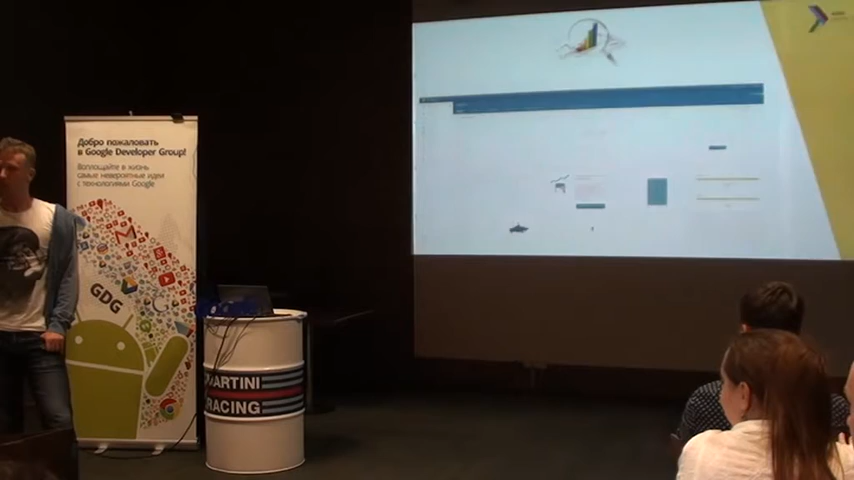 Добро пожаловать
в Google Developer Group!
Воплощайте в жизнь
самые невероятные идеи
с технологиями Google
GDG
MARTINI
RACING